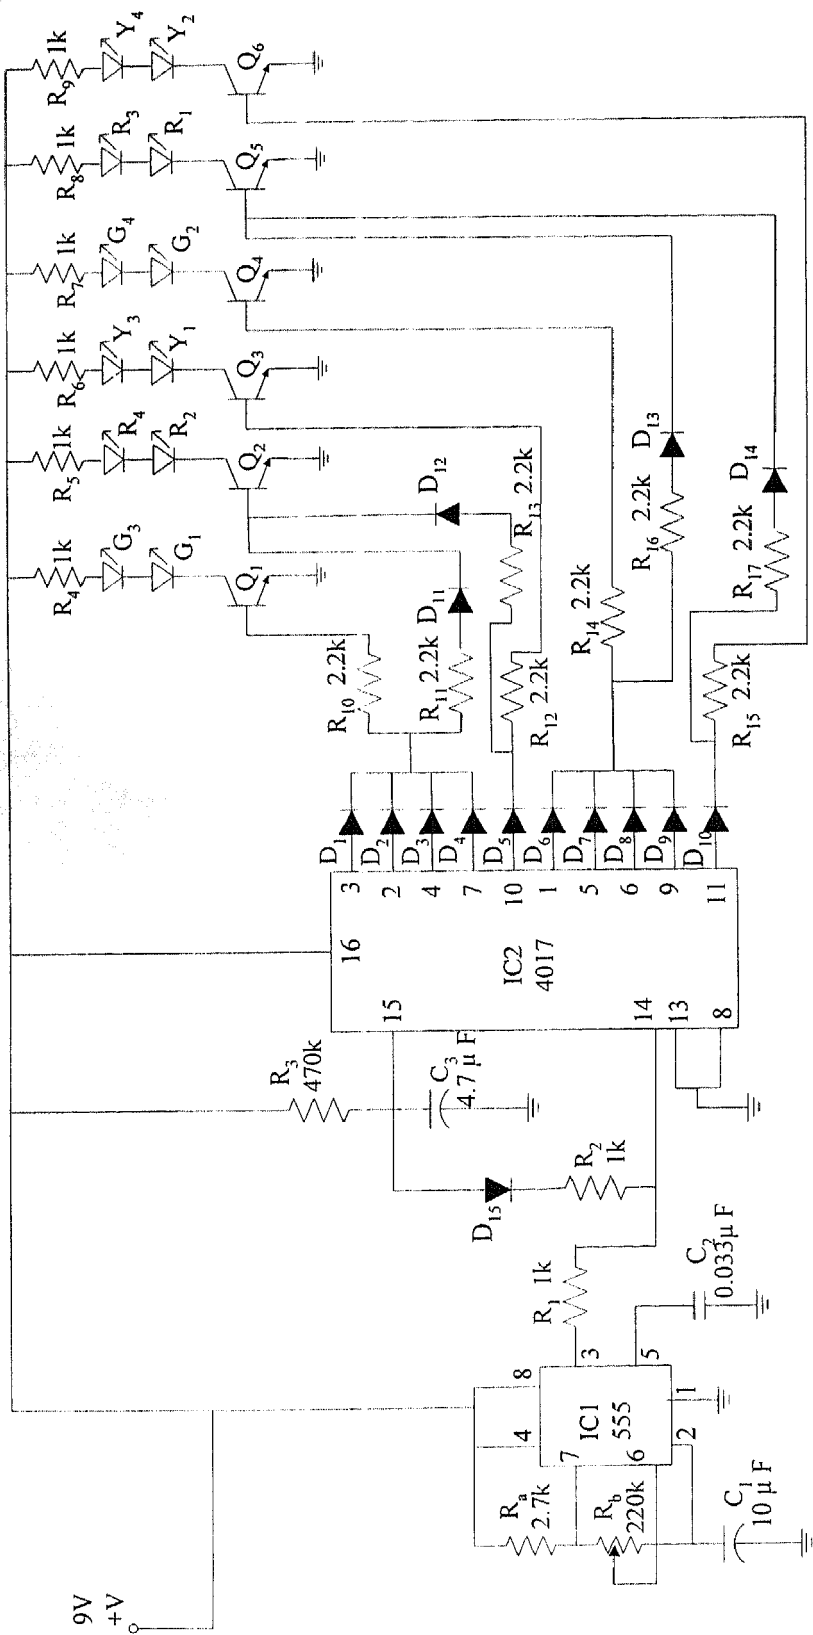 9V
+V
R9 1k
Y4
Y2
Q6
R8 1k
R3
R1
Q5
R7 1k
G4
G2
Q4
R6 1k
Y3
Y1
Q3
R5 1k
R4
R2
Q2
R4 1k
G3
G1
Q1
R10 2.2k
R11 2.2k
D11
D12
R13 2.2k
R12 2.2k
R14 2.2k
R16 2.2k
D13
R17 2.2k
D14
R15 2.2k
D1
D2
D3
D4
D5
D6
D7
D8
D9
D10
3
2
4
7
10
1
5
6
9
11
16
IC2
4017
15
14
13
8
R3
470k
C3
4.7 µ F
D15
R2
1k
R1 1k
C2
0.033µ F
3
5
8
4
IC1
555
7
6
1
2
Ra
2.7k
Rb
220k
C1
10 µ F